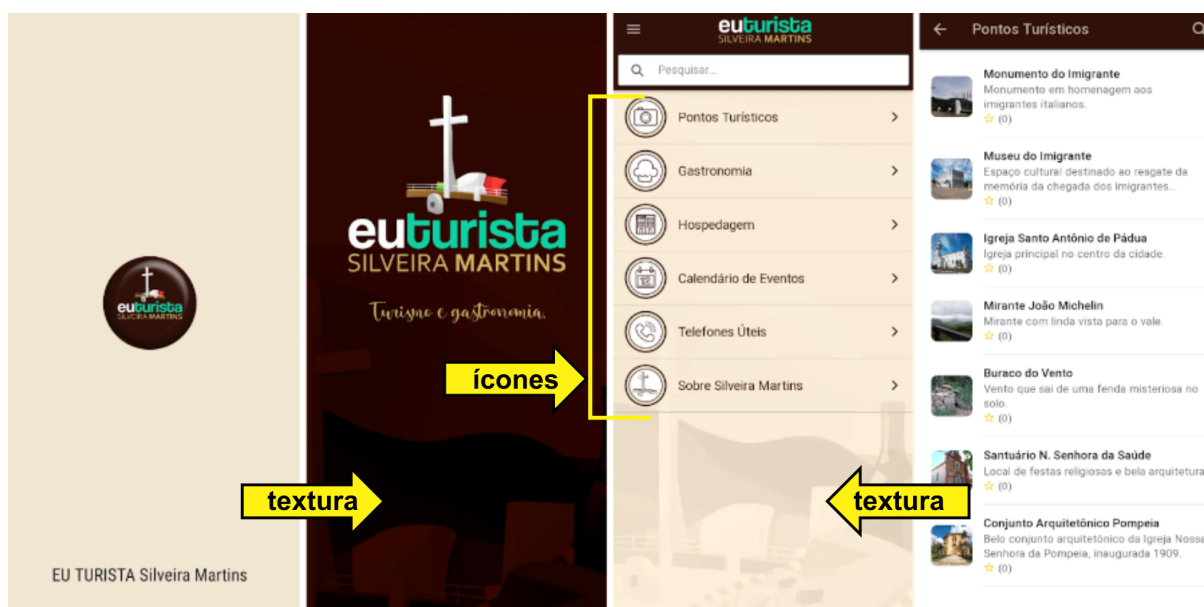 euturista
SILVEIRA MARTINS
EU TURISTA Silveira Martins
euturista
SILVEIRA MARTINS
Turismo e gastronomia.
textura
ícones
euturista
SILVEIRA MARTINS
Pesquisar...
Pontos Turísticos
Gastronomia
Hospedagem
Calendário de Eventos
Telefones Úteis
Sobre Silveira Martins
textura
Pontos Turísticos
Monumento do Imigrante
Monumento em homenagem aos
imigrantes ítalianos.
(0)
Museu do Imigrante
Espaço cultural destinado ao resgate da
memória da chegada dos imigrantes...
(0)
Igreja Santo Antônio de Pádua
Igreja principal no centro da cidade.
(0)
Mirante João Michelin
Mirante com linda vista para o vale.
(0)
Buraco do Vento
Vento que sai de uma fenda misteriosa no
solo.
(0)
Santuário N. Senhora da Saúde
Local de festas religiosas e bela arquitetura
(0)
Conjunto Arquitetônico Pompeia
Belo conjunto arquitetônico da Igreja Nossa
Senhora da Pompeia, inaugurada 1909.
(0)